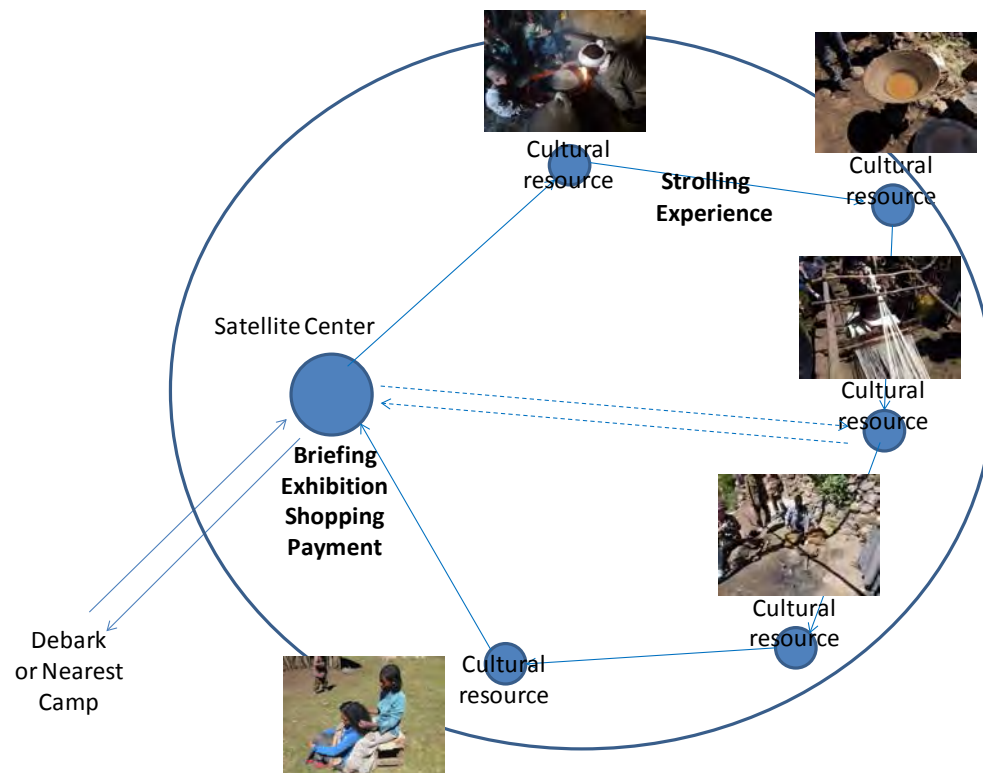 Cultural
resource
Cultural
resource
Strolling
Experience
Satellite Center
Cultural
resource
Briefing
Exhibition
Shopping
Payment
Cultural
resource
Debark
or Nearest
Camp
Cultural
resource